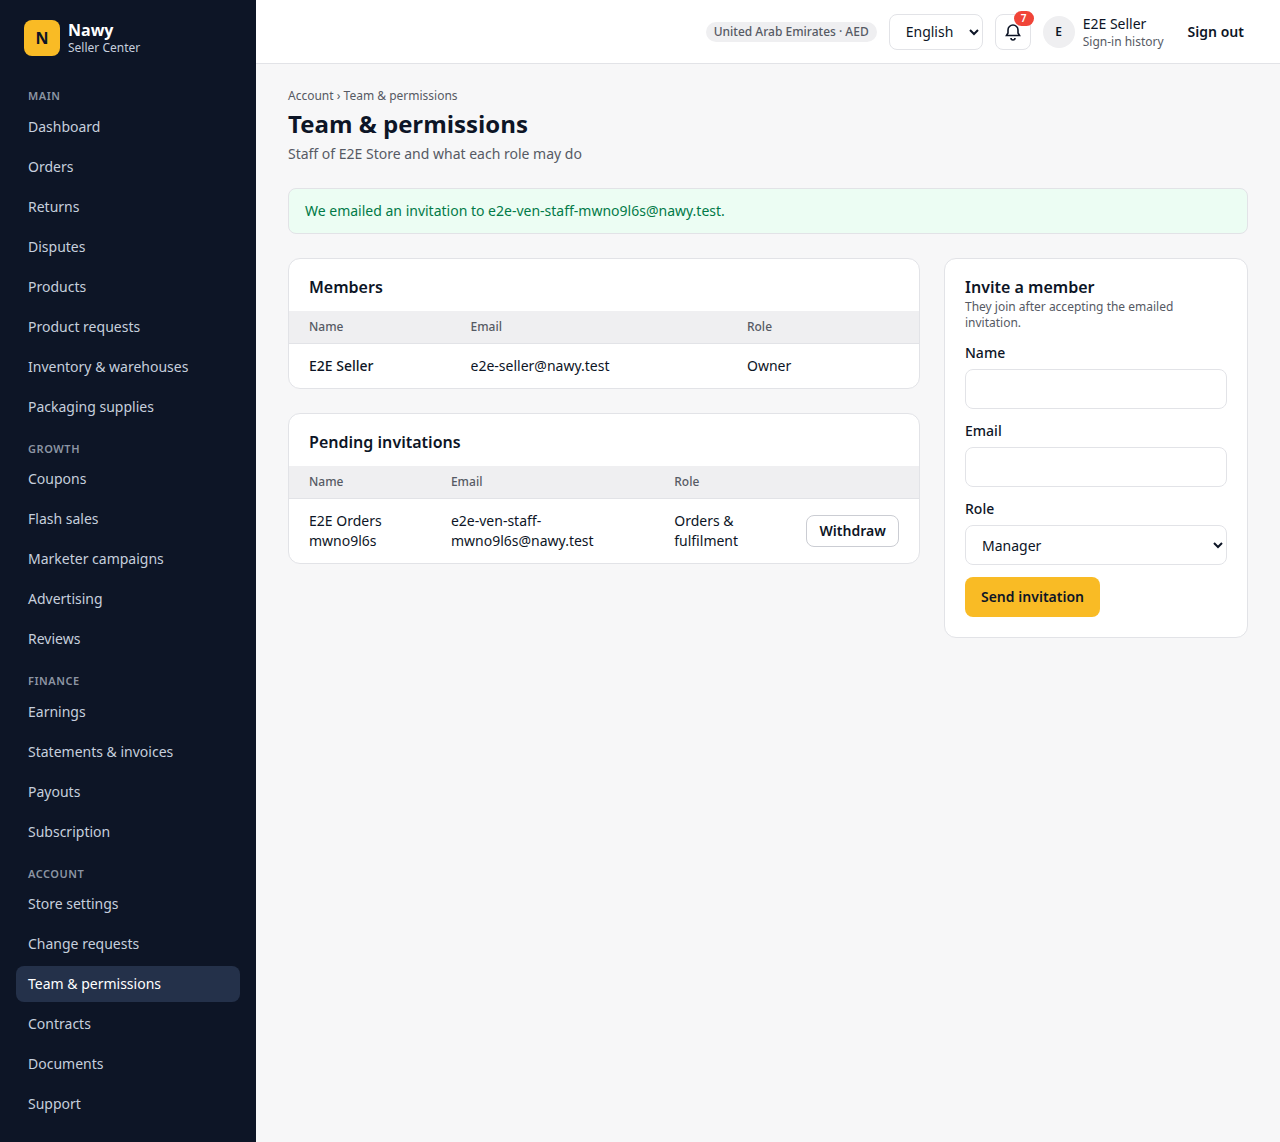 N
Nawy
Seller Center
MAIN
Dashboard
Orders
Returns
Disputes
Products
Product requests
Inventory & warehouses
Packaging supplies
GROWTH
Coupons
Flash sales
Marketer campaigns
Advertising
Reviews
FINANCE
Earnings
Statements & invoices
Payouts
Subscription
ACCOUNT
Store settings
Change requests
Team & permissions
Contracts
Documents
Support
United Arab Emirates · AED
English
7
E
E2E Seller
Sign-in history
Sign out
Account › Team & permissions
Team & permissions
Staff of E2E Store and what each role may do
We emailed an invitation to e2e-ven-staff-mwno9l6s@nawy.test.
Members
Name Email Role
E2E Seller e2e-seller@nawy.test Owner
Pending invitations
Name Email Role
E2E Orders e2e-ven-staff- Orders &
mwno9l6s mwno9l6s@nawy.test fulfilment
Withdraw
Invite a member
They join after accepting the emailed
invitation.
Name
Email
Role
Manager
Send invitation